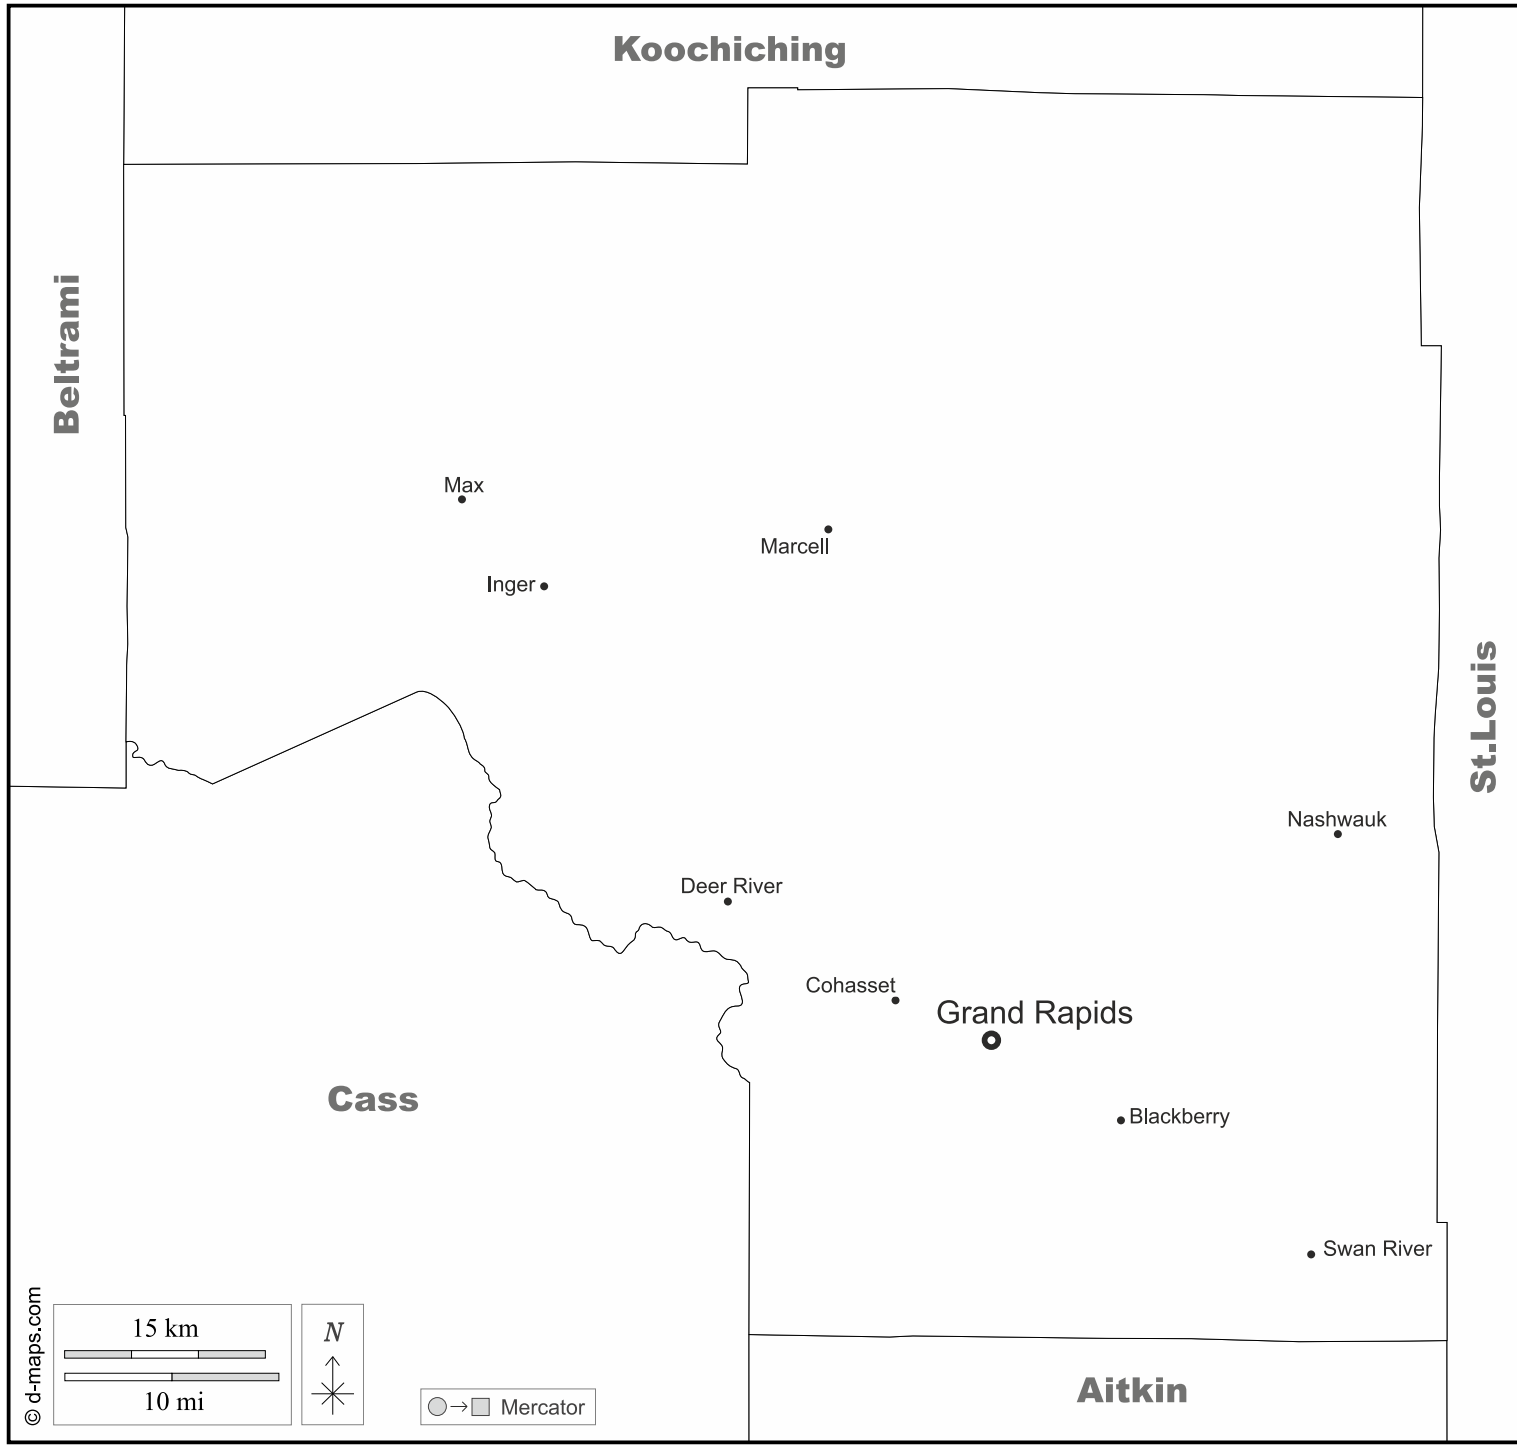 Koochiching
Beltrami
Max
Marcell
Inger
St.Louis
Nashwauk
Deer River
Cohasset
Grand Rapids
Cass
Blackberry
Swan River
© d-maps.com
15 km
10 mi
N
Mercator
Aitkin